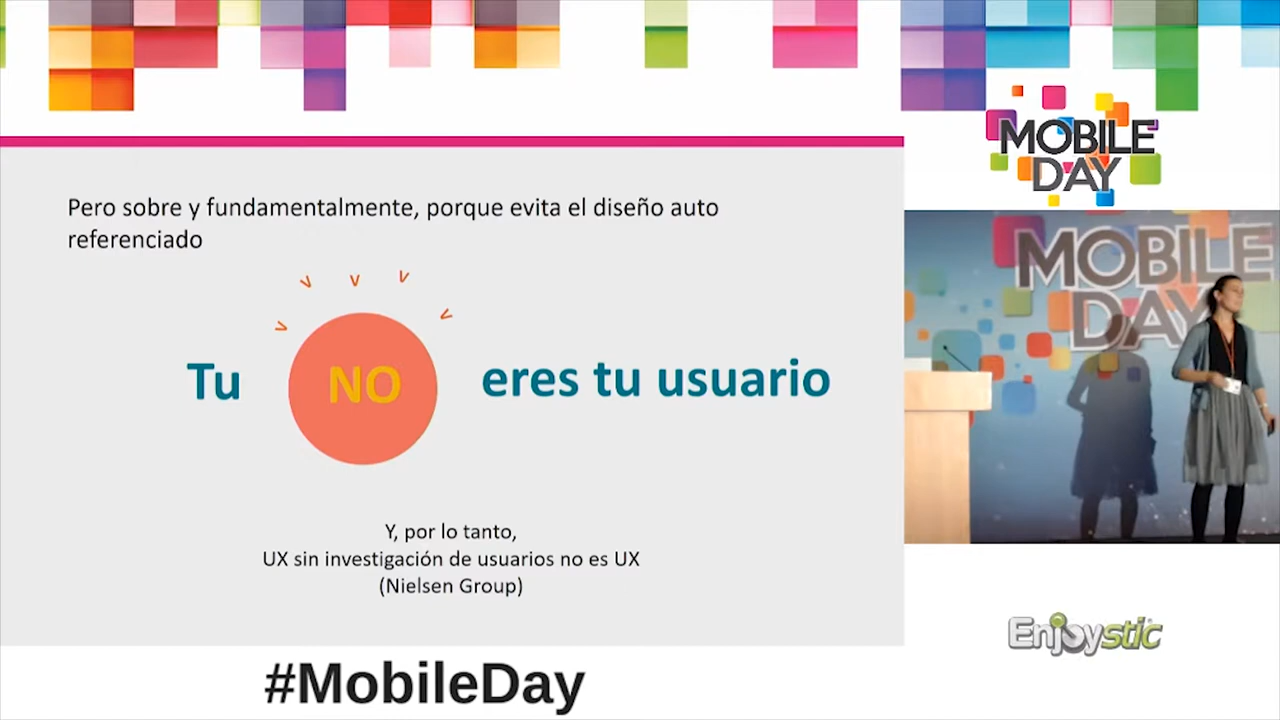 MOBILE
DAY
Pero sobre y fundamentalmente, porque evita el diseño auto
referenciado
Tu NO eres tu usuario
Y, por lo tanto,
UX sin investigación de usuarios no es UX
(Nielsen Group)
MOBILE
DAY
Enjoystic
#MobileDay